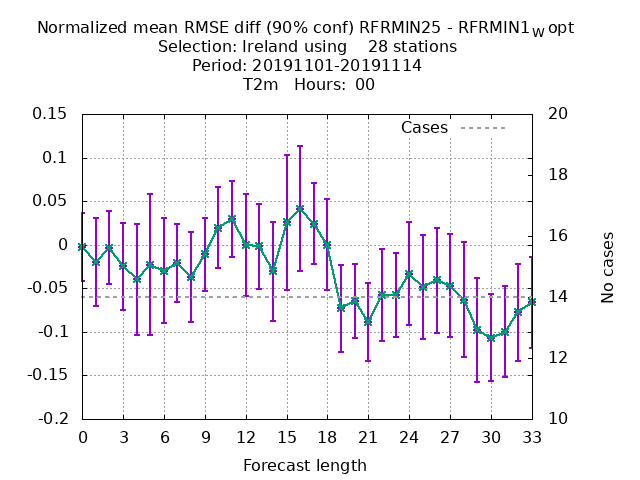 Normalized mean RMSE diff (90% conf) RFRMIN25 - RFRMIN1Wopt
Selection: Ireland using    28 stations
Period: 20191101-20191114
T2m   Hours: 00
0.15
0.1
0.05
0
-0.05
-0.1
-0.15
-0.2
Cases
20
18
16
14
12
10
No cases
0 3 6 9 12 15 18 21 24 27 30 33
Forecast length